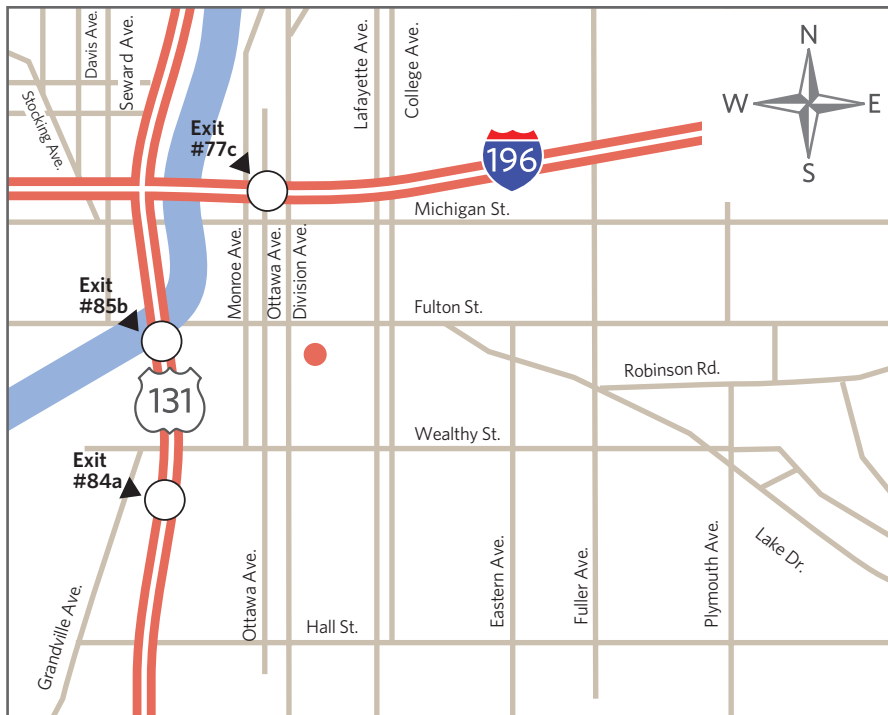 Davis Ave.
Seward Ave.
Stocking Ave.
Lafayette Ave.
College Ave.
N
W
E
S
Exit
#77c
196
Michigan St.
Monroe Ave.
Ottawa Ave.
Division Ave.
Exit
#85b
Fulton St.
Robinson Rd.
131
Wealthy St.
Exit
#84a
Grandville Ave.
Ottawa Ave.
Hall St.
Eastern Ave.
Fuller Ave.
Plymouth Ave.
Lake Dr.